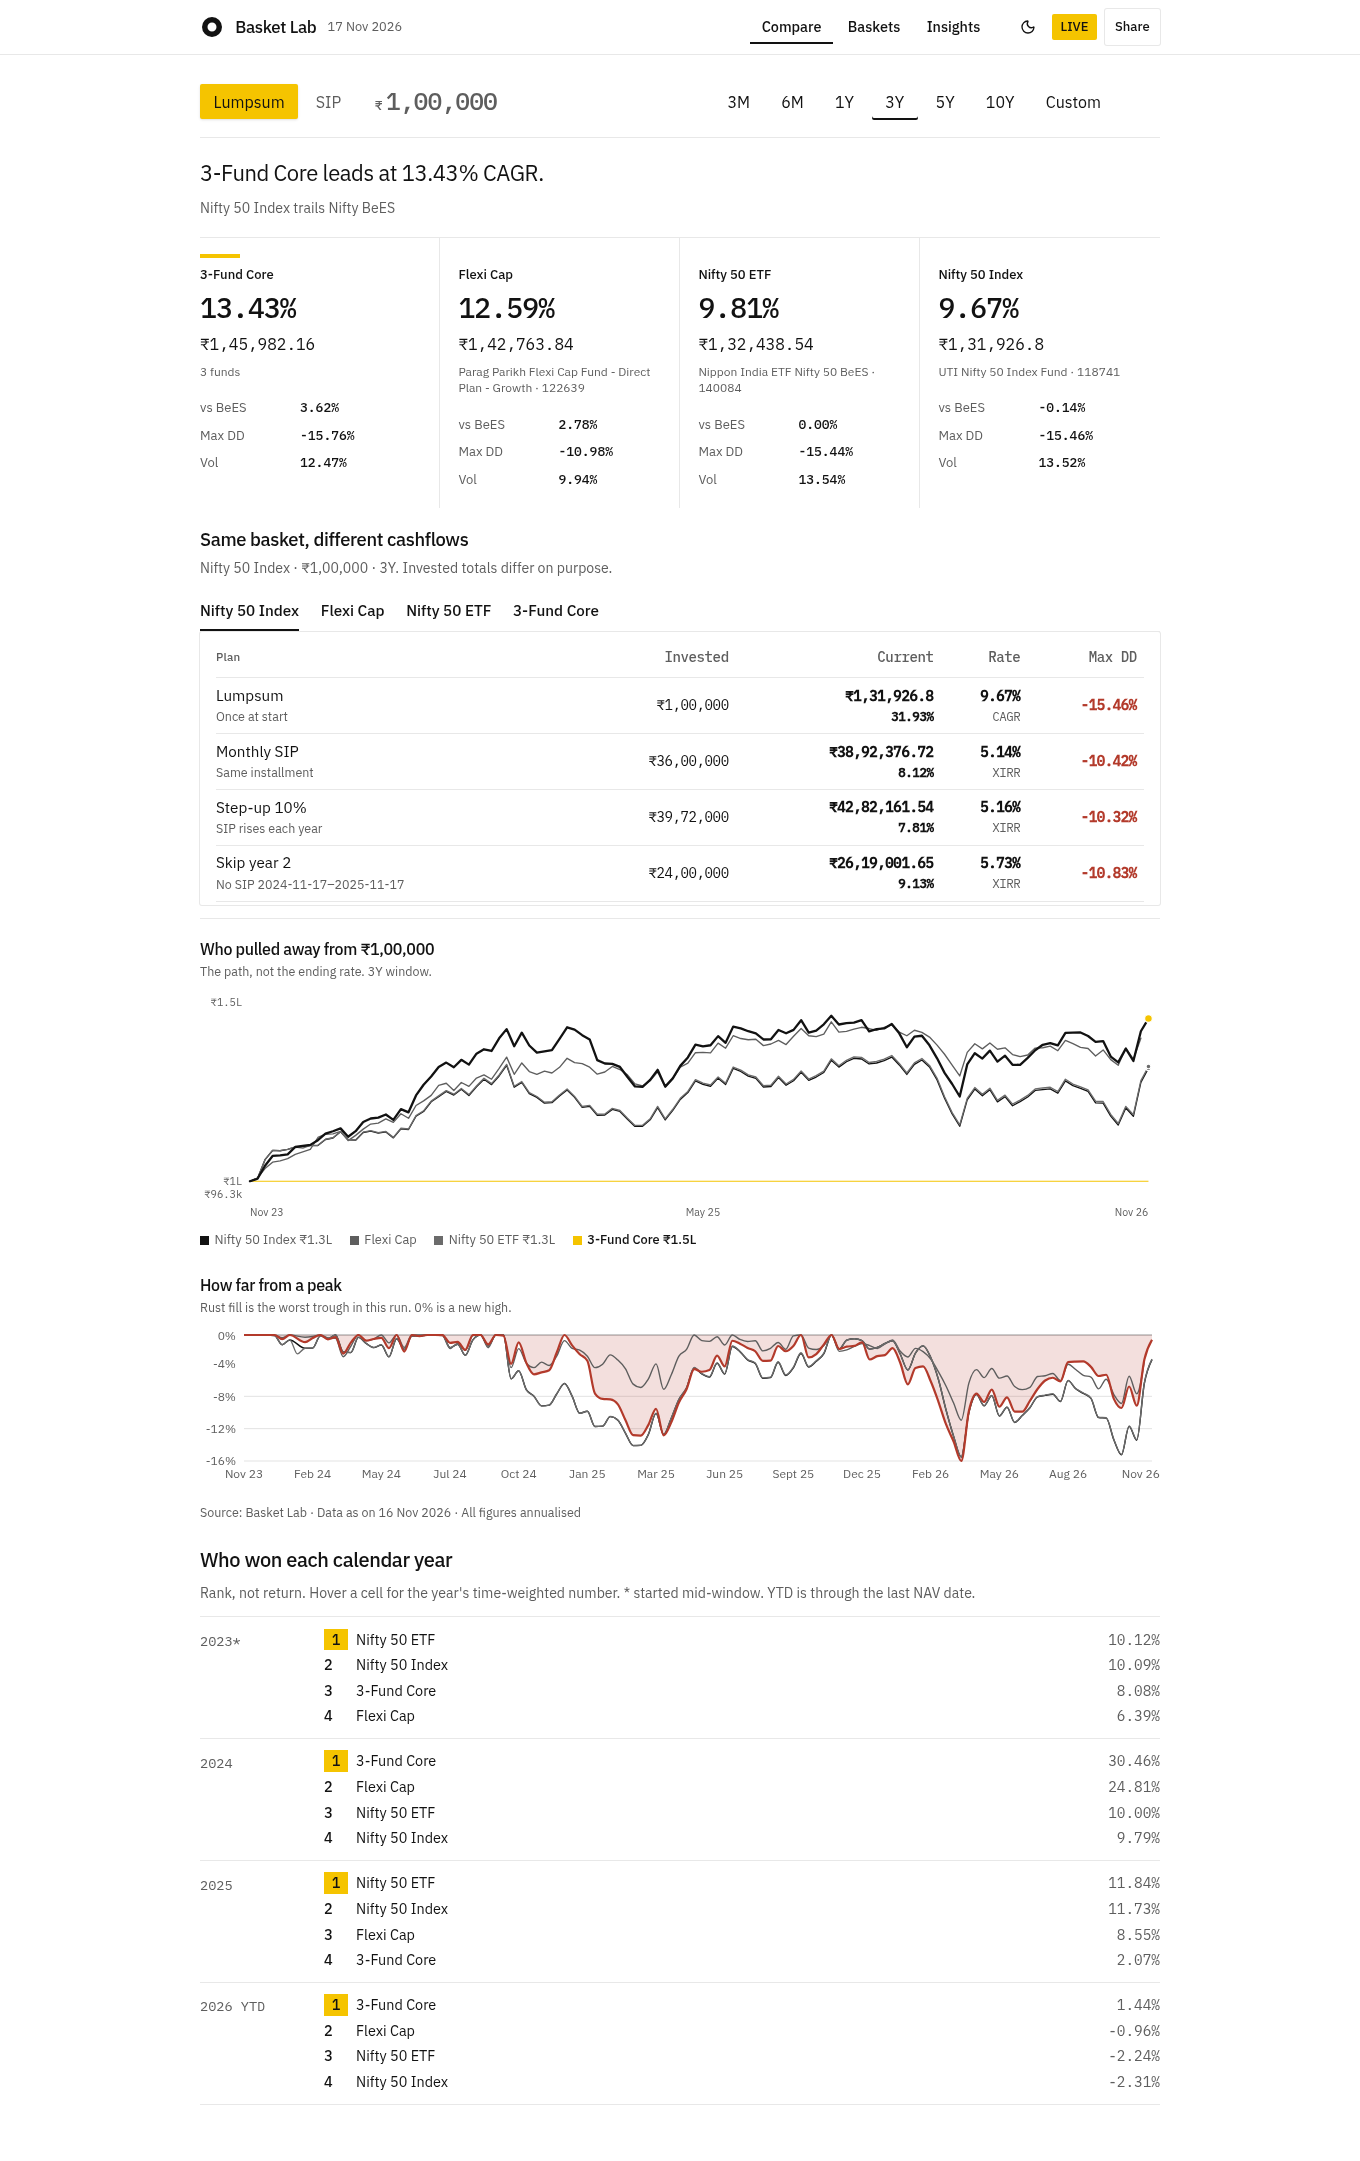 Basket Lab 17 Nov 2026 Compare Baskets Insights LIVE Share
Lumpsum SIP ₹1,00,000 3M 6M 1Y 3Y 5Y 10Y Custom
3-Fund Core leads at 13.43% CAGR.
Nifty 50 Index trails Nifty BeES
3-Fund Core
13.43%
₹1,45,982.16
3 funds
vs BeES 3.62%
Max DD -15.76%
Vol 12.47%
Flexi Cap
12.59%
₹1,42,763.84
Parag Parikh Flexi Cap Fund - Direct
Plan - Growth · 122639
vs BeES 2.78%
Max DD -10.98%
Vol 9.94%
Nifty 50 ETF
9.81%
₹1,32,438.54
Nippon India ETF Nifty 50 BeES ·
140084
vs BeES 0.00%
Max DD -15.44%
Vol 13.54%
Nifty 50 Index
9.67%
₹1,31,926.8
UTI Nifty 50 Index Fund · 118741
vs BeES -0.14%
Max DD -15.46%
Vol 13.52%
Same basket, different cashflows
Nifty 50 Index · ₹1,00,000 · 3Y. Invested totals differ on purpose.
Nifty 50 Index Flexi Cap Nifty 50 ETF 3-Fund Core
Plan Invested Current Rate Max DD
Lumpsum ₹1,00,000 ₹1,31,926.8 9.67% -15.46%
Once at start 31.93% CAGR
Monthly SIP ₹36,00,000 ₹38,92,376.72 5.14% -10.42%
Same installment 8.12% XIRR
Step-up 10% ₹39,72,000 ₹42,82,161.54 5.16% -10.32%
SIP rises each year 7.81% XIRR
Skip year 2 ₹24,00,000 ₹26,19,001.65 5.73% -10.83%
No SIP 2024-11-17–2025-11-17 9.13% XIRR
Who pulled away from ₹1,00,000
The path, not the ending rate. 3Y window.
₹1.5L
₹1L
₹96.3k
Nov 23 May 25 Nov 26
Nifty 50 Index ₹1.3L Flexi Cap Nifty 50 ETF ₹1.3L 3-Fund Core ₹1.5L
How far from a peak
Rust fill is the worst trough in this run. 0% is a new high.
0%
-4%
-8%
-12%
-16%
Nov 23 Feb 24 May 24 Jul 24 Oct 24 Jan 25 Mar 25 Jun 25 Sept 25 Dec 25 Feb 26 May 26 Aug 26 Nov 26
Source: Basket Lab · Data as on 16 Nov 2026 · All figures annualised
Who won each calendar year
Rank, not return. Hover a cell for the year's time-weighted number. * started mid-window. YTD is through the last NAV date.
2023* 1 Nifty 50 ETF 10.12%
2 Nifty 50 Index 10.09%
3 3-Fund Core 8.08%
4 Flexi Cap 6.39%
2024 1 3-Fund Core 30.46%
2 Flexi Cap 24.81%
3 Nifty 50 ETF 10.00%
4 Nifty 50 Index 9.79%
2025 1 Nifty 50 ETF 11.84%
2 Nifty 50 Index 11.73%
3 Flexi Cap 8.55%
4 3-Fund Core 2.07%
2026 YTD 1 3-Fund Core 1.44%
2 Flexi Cap -0.96%
3 Nifty 50 ETF -2.24%
4 Nifty 50 Index -2.31%